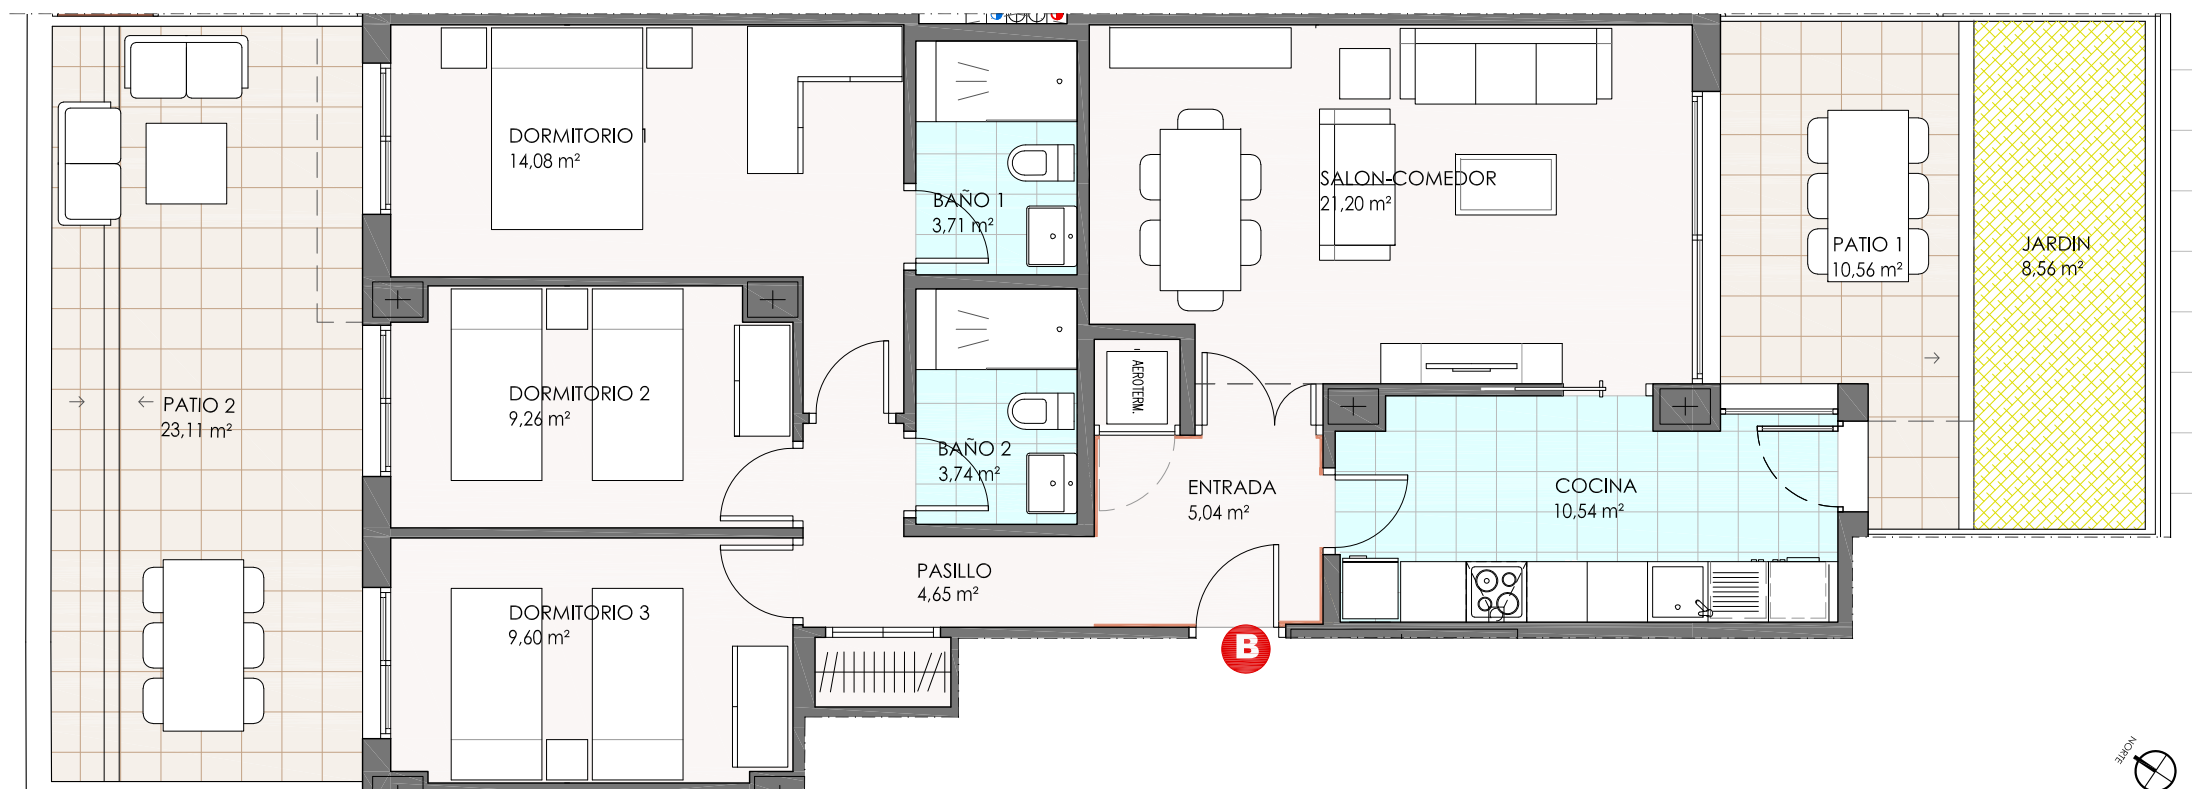 DORMITORIO 1
14,08 m²
BAÑO 1
3,71 m²
SALON-COMEDOR
21,20 m²
PATIO 1
10,56 m²
JARDIN
8,56 m²
PATIO 2
23,11 m²
DORMITORIO 2
9,26 m²
BAÑO 2
3,74 m²
AEROTERM.
ENTRADA
5,04 m²
COCINA
10,54 m²
PASILLO
4,65 m²
DORMITORIO 3
9,60 m²
B
NORTE